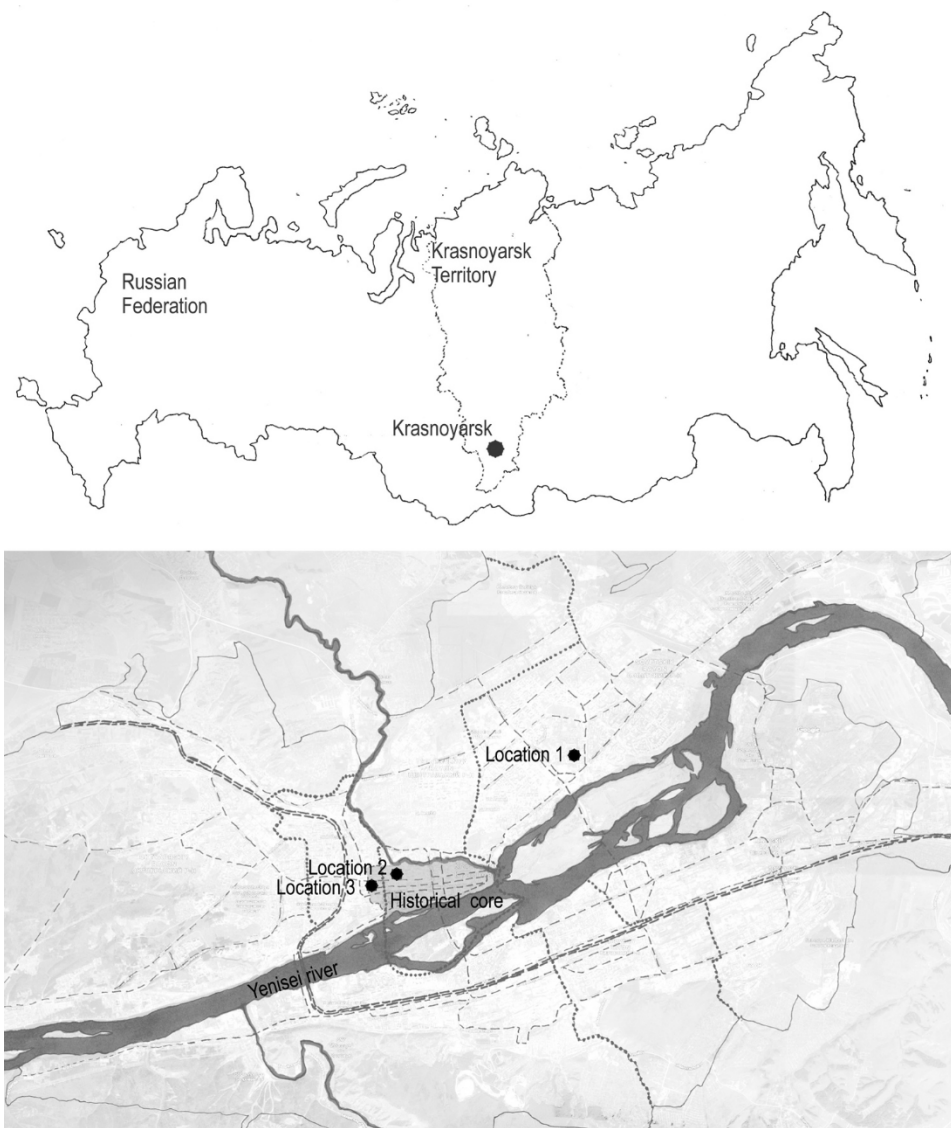 Krasnoyarsk
Territory
Russian
Federation
Krasnoyarsk
Location 1
Location 2
Location 3
Historical core
Yenisei river